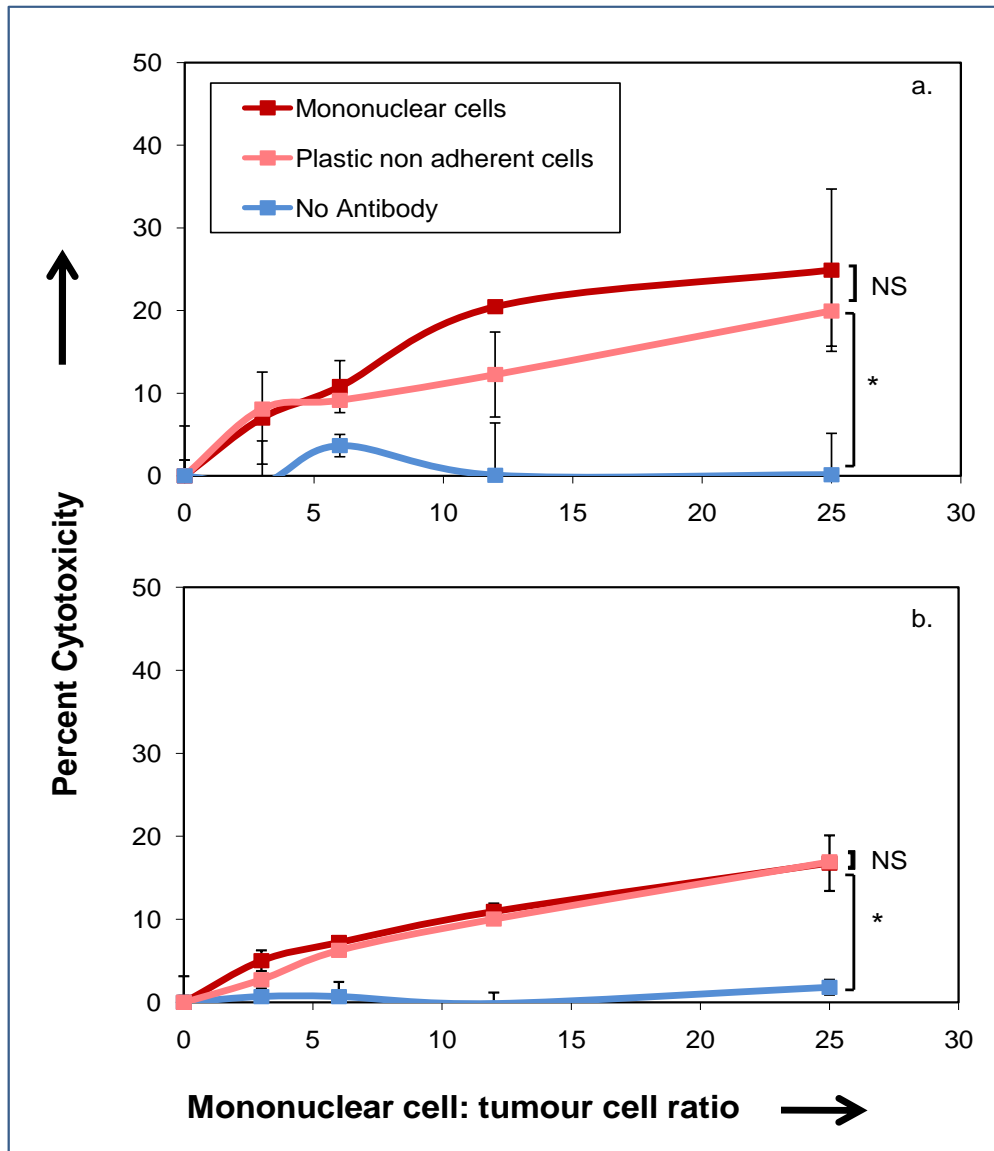 a.
50
40
30
20
10
0
Mononuclear cells
Plastic non adherent cells
No Antibody
NS
*
0 5 10 15 20 25 30
Percent Cytotoxicity
b.
50
40
30
20
10
0
NS
*
0 5 10 15 20 25 30
Mononuclear cell: tumour cell ratio